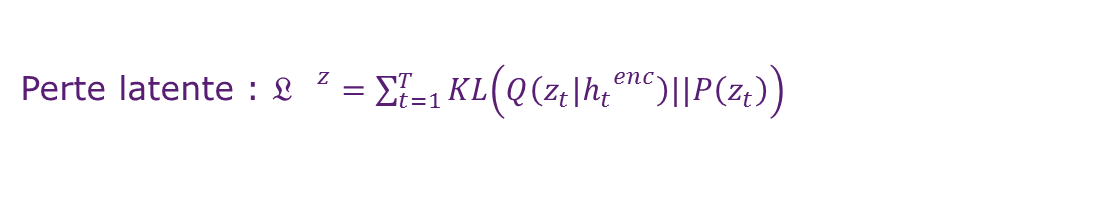 Perte latente : 𝔏 ᶻ = ∑ₜ₌₁ᵀ KL(Q(zₜ|hₜᵉⁿᶜ)||P(zₜ))